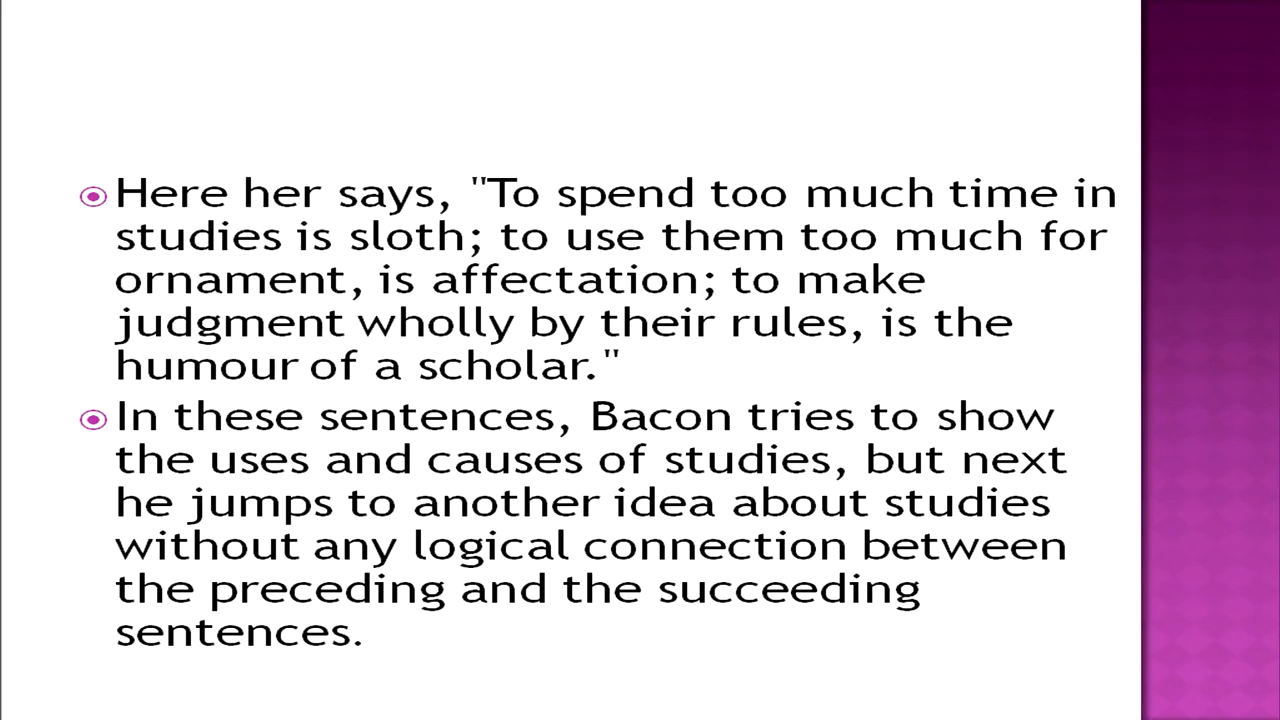 Here her says, "To spend too much time in
studies is sloth; to use them too much for
ornament, is affectation; to make
judgment wholly by their rules, is the
humour of a scholar."
In these sentences, Bacon tries to show
the uses and causes of studies, but next
he jumps to another idea about studies
without any logical connection between
the preceding and the succeeding
sentences.